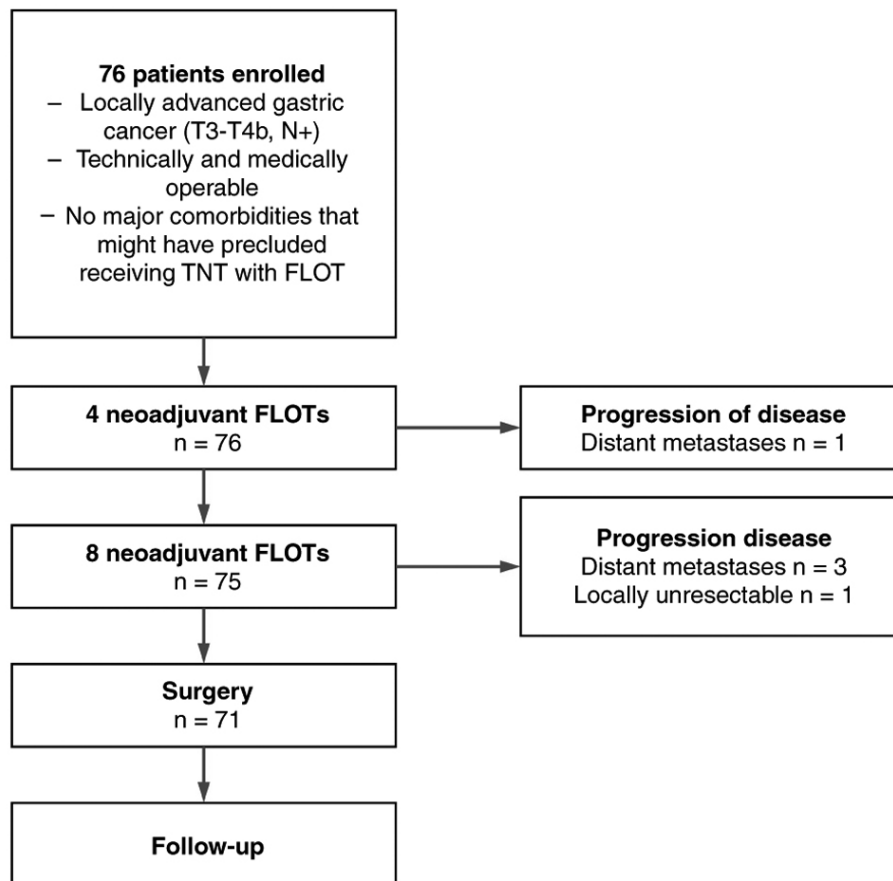 76 patients enrolled
– Locally advanced gastric
cancer (T3-T4b, N+)
– Technically and medically
operable
– No major comorbidities that
might have precluded
receiving TNT with FLOT
4 neoadjuvant FLOTs
n = 76
Progression of disease
Distant metastases n = 1
8 neoadjuvant FLOTs
n = 75
Progression disease
Distant metastases n = 3
Locally unresectable n = 1
Surgery
n = 71
Follow-up